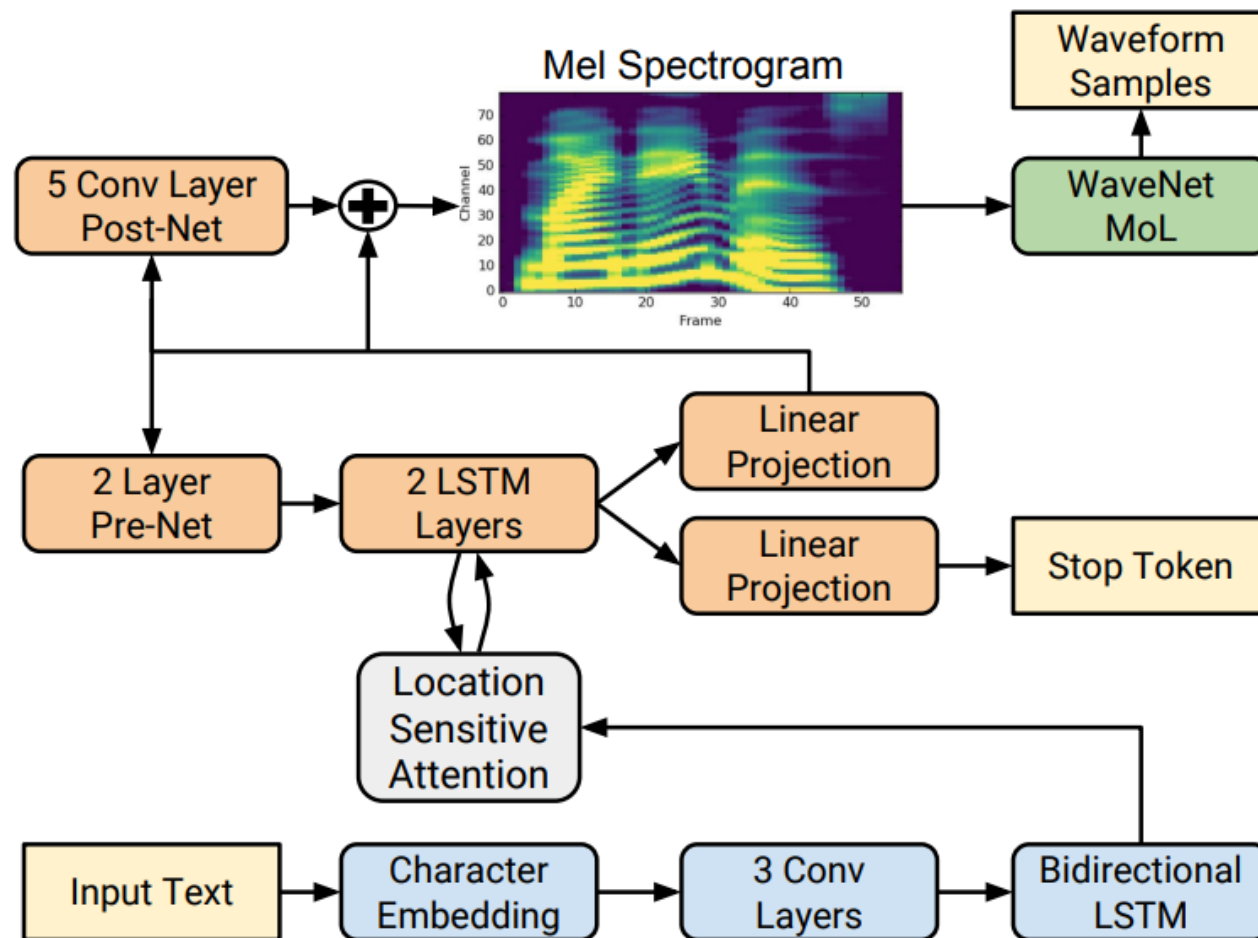 Waveform
Samples
Mel Spectrogram
70
60
50
40
30
20
10
0
Channel
0 10 20 30 40 50
Frame
5 Conv Layer
Post-Net
WaveNet
MoL
Linear
Projection
2 Layer
Pre-Net
2 LSTM
Layers
Linear
Projection
Stop Token
Location
Sensitive
Attention
Input Text
Character
Embedding
3 Conv
Layers
Bidirectional
LSTM